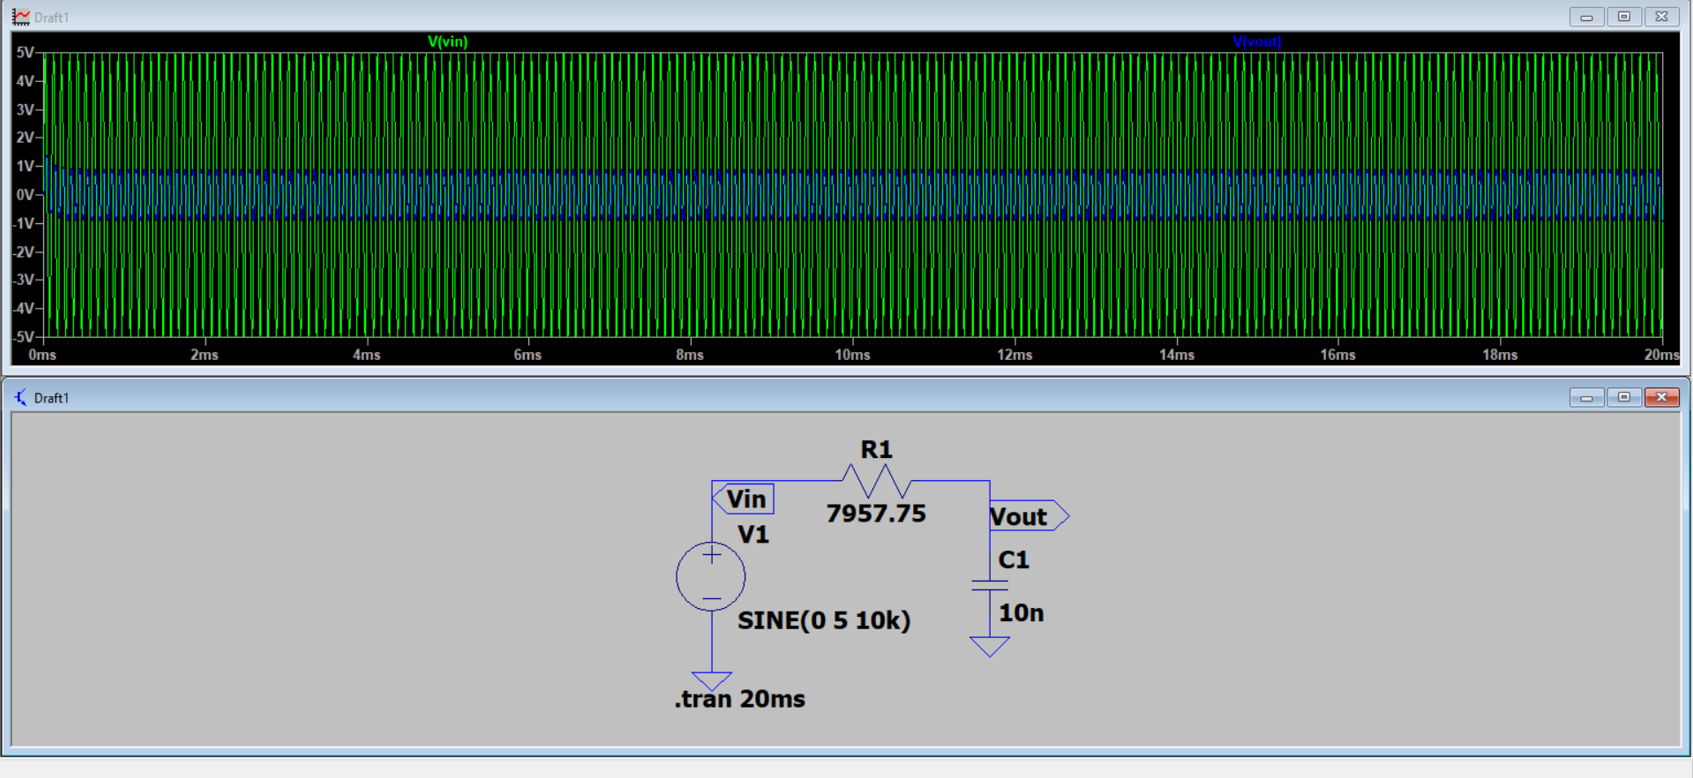 Draft1
V(vin) V(vout)
5V
4V
3V
2V
1V
0V
-1V
-2V
-3V
-4V
-5V
0ms 2ms 4ms 6ms 8ms 10ms 12ms 14ms 16ms 18ms 20ms
Draft1
R1
Vin
7957.75
Vout
V1
C1
10n
SINE(0 5 10k)
.tran 20ms